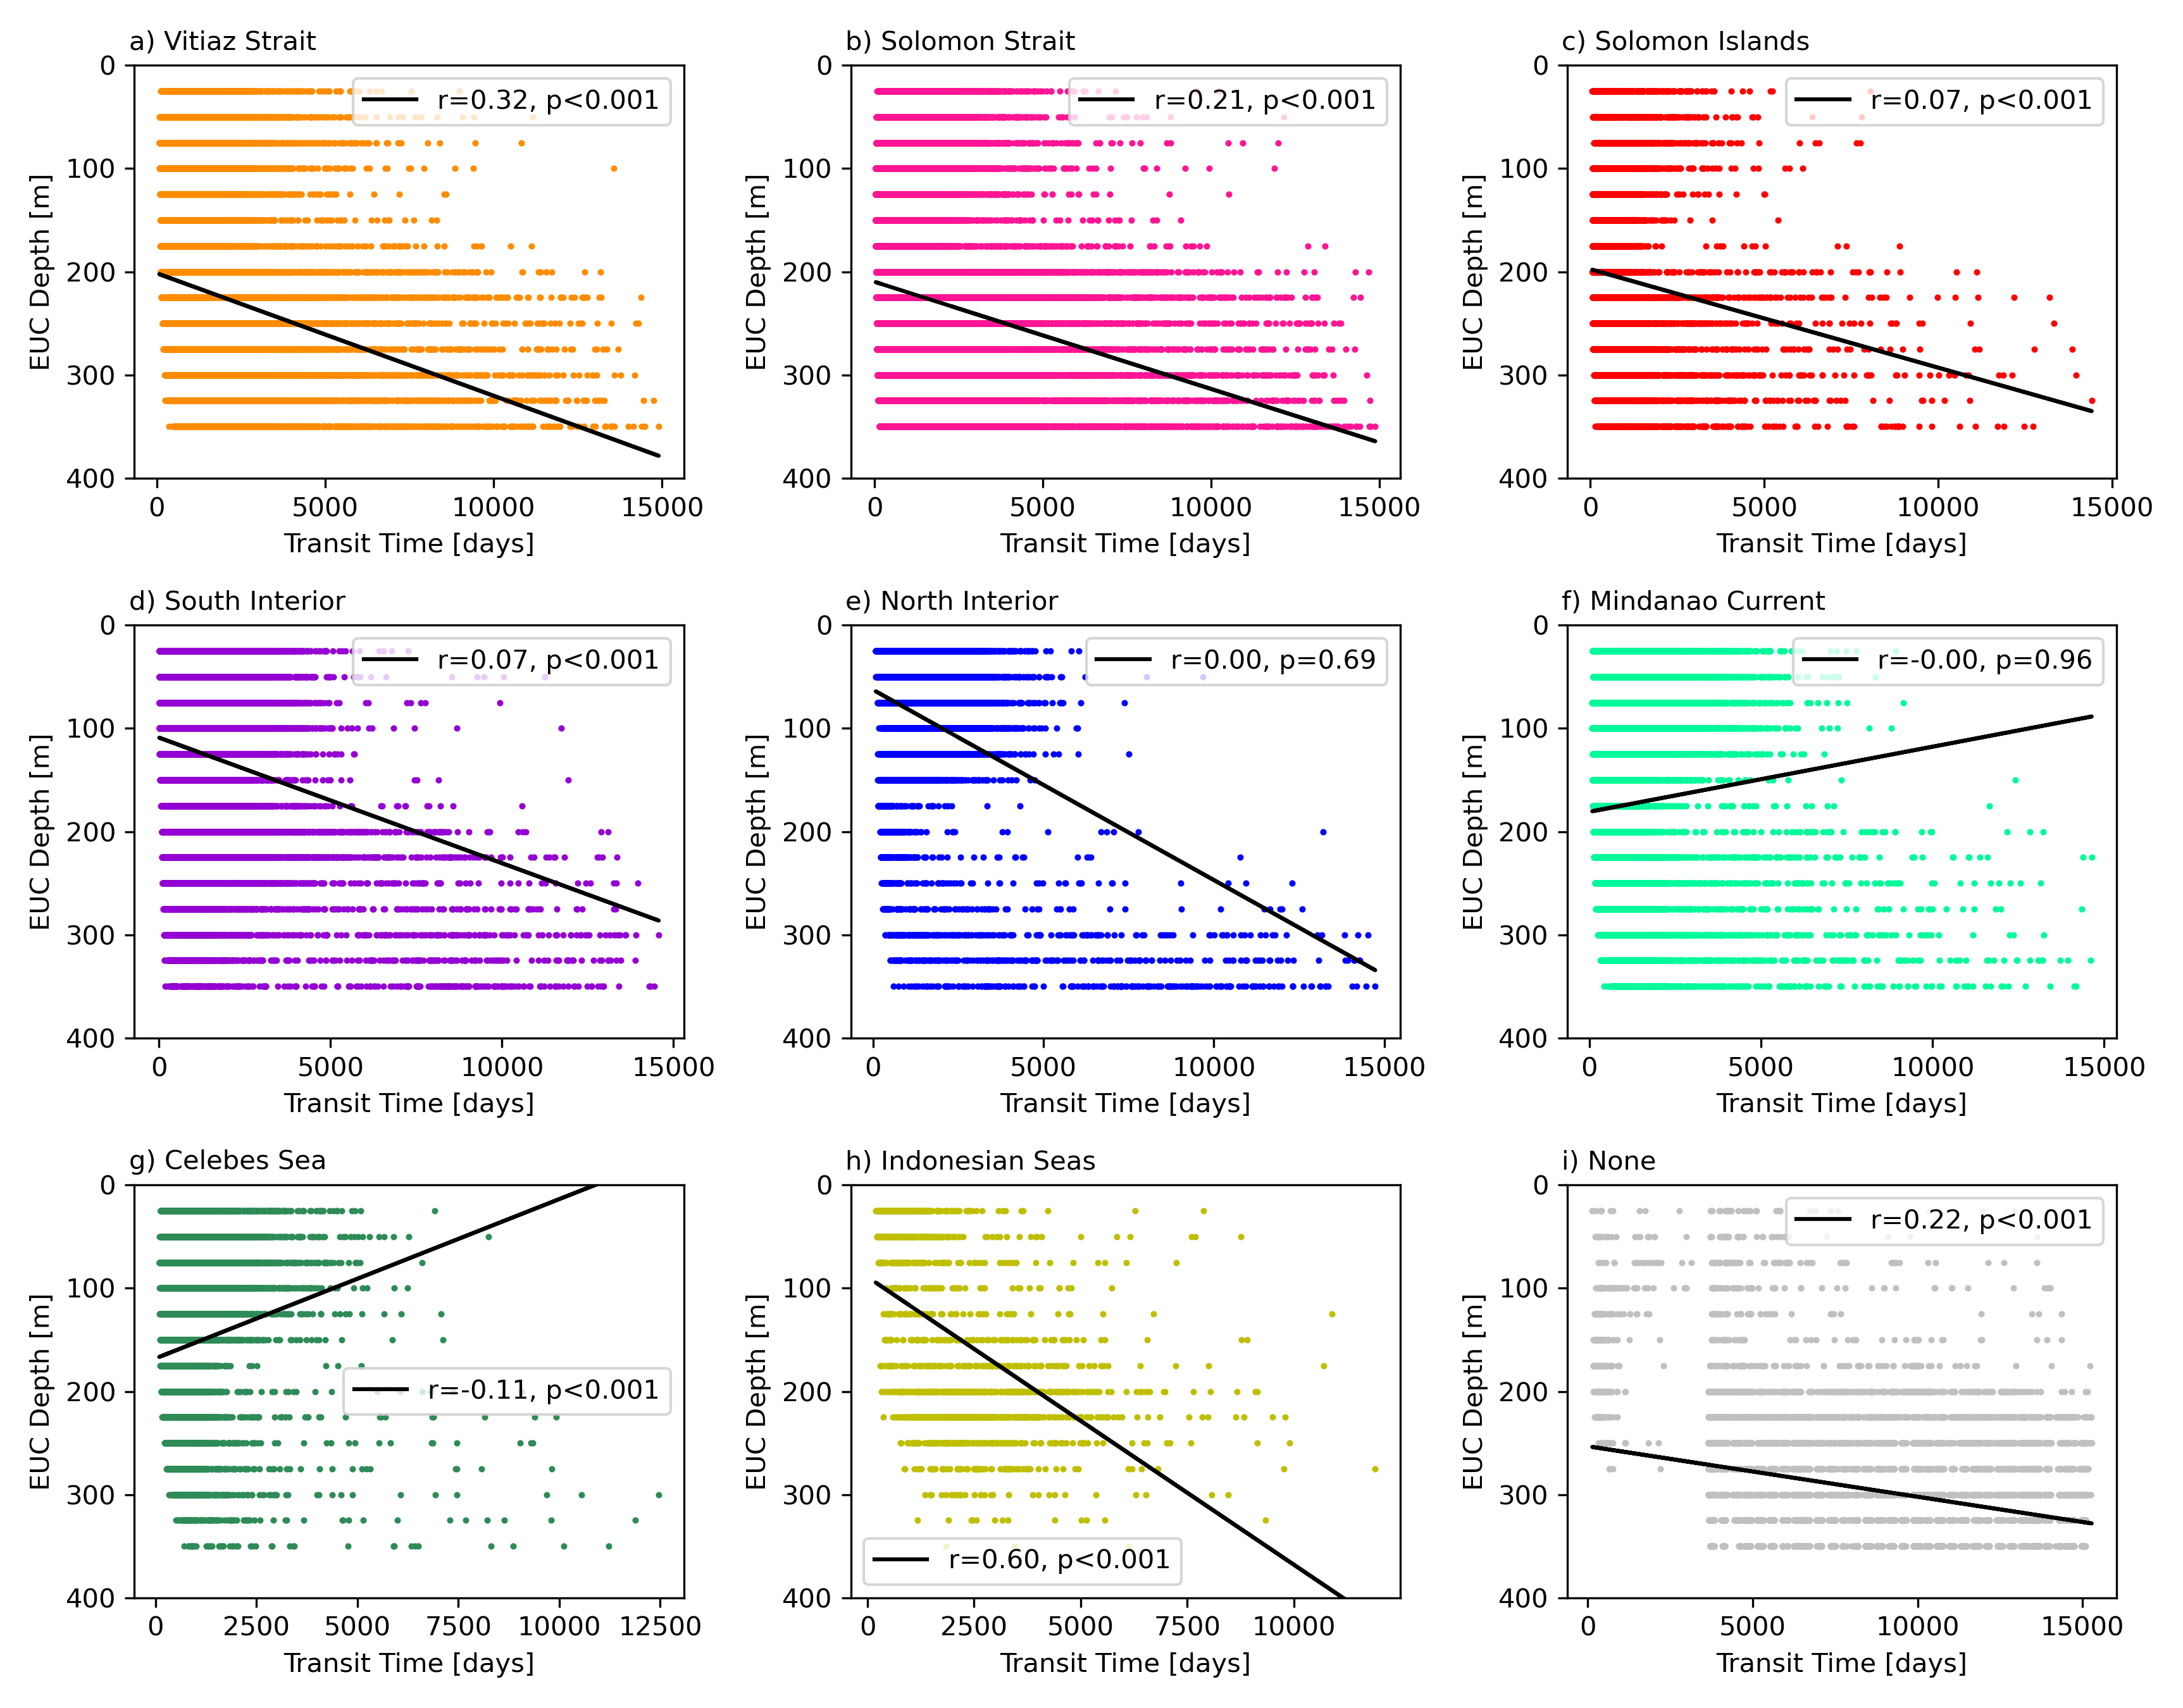 a) Vitiaz Strait
r=0.32, p<0.001
0
100
200
300
400
EUC Depth [m]
0 5000 10000 15000
Transit Time [days]
b) Solomon Strait
r=0.21, p<0.001
0
100
200
300
400
EUC Depth [m]
0 5000 10000 15000
Transit Time [days]
c) Solomon Islands
r=0.07, p<0.001
0
100
200
300
400
EUC Depth [m]
0 5000 10000 15000
Transit Time [days]
d) South Interior
r=0.07, p<0.001
0
100
200
300
400
EUC Depth [m]
0 5000 10000 15000
Transit Time [days]
e) North Interior
r=0.00, p=0.69
0
100
200
300
400
EUC Depth [m]
0 5000 10000 15000
Transit Time [days]
f) Mindanao Current
r=-0.00, p=0.96
0
100
200
300
400
EUC Depth [m]
0 5000 10000 15000
Transit Time [days]
g) Celebes Sea
r=-0.11, p<0.001
0
100
200
300
400
EUC Depth [m]
0 2500 5000 7500 10000 12500
Transit Time [days]
h) Indonesian Seas
r=0.60, p<0.001
0
100
200
300
400
EUC Depth [m]
0 2500 5000 7500 10000
Transit Time [days]
i) None
r=0.22, p<0.001
0
100
200
300
400
EUC Depth [m]
0 5000 10000 15000
Transit Time [days]